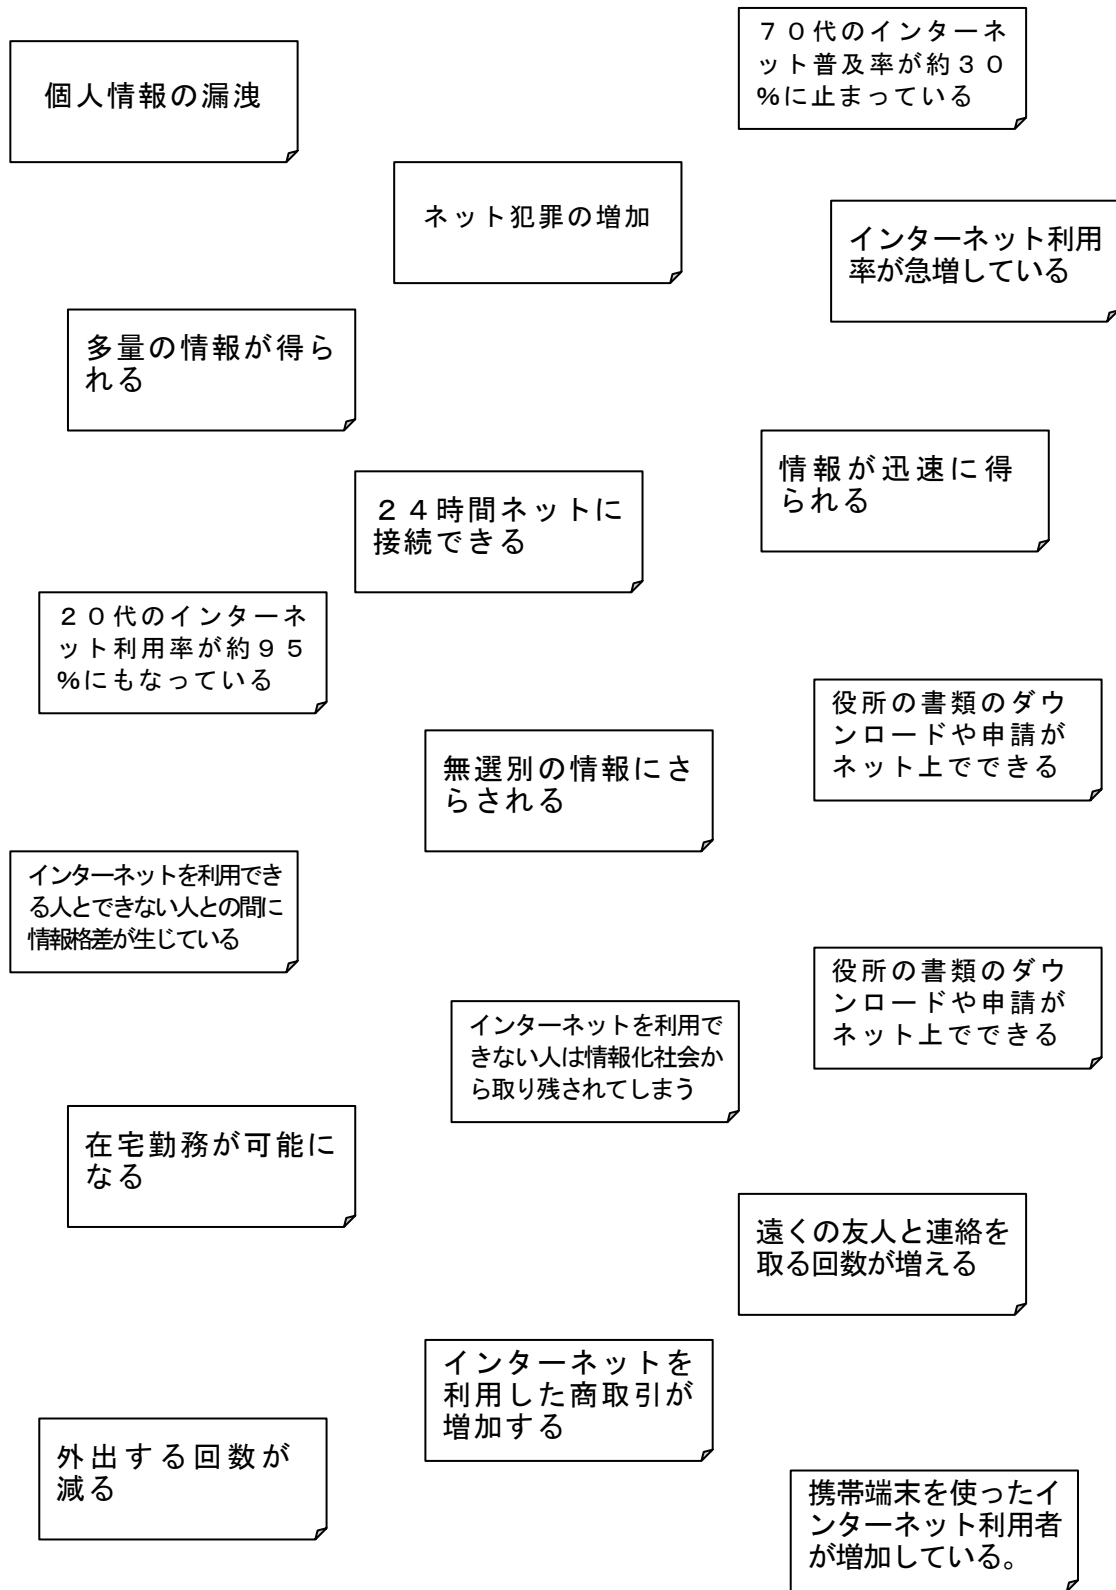 個人情報の漏洩
７０代のインターネ
ット普及率が約３０
%に止まっている
ネット犯罪の増加
インターネット利用
率が急増している
多量の情報が得ら
れる
情報が迅速に得
られる
２４時間ネットに
接続できる
２０代のインターネ
ット利用率が約９５
%にもなっている
役所の書類のダウ
ンロードや申請が
ネット上でできる
無選別の情報にさ
らされる
インターネットを利用でき
る人とできない人との間に
情報格差が生じている
役所の書類のダウ
ンロードや申請が
ネット上でできる
インターネットを利用で
きない人は情報化社会か
ら取り残されてしまう
在宅勤務が可能に
なる
遠くの友人と連絡を
取る回数が増える
インターネットを
利用した商取引が
増加する
外出する回数が
減る
携帯端末を使ったイ
ンターネット利用者
が増加している。